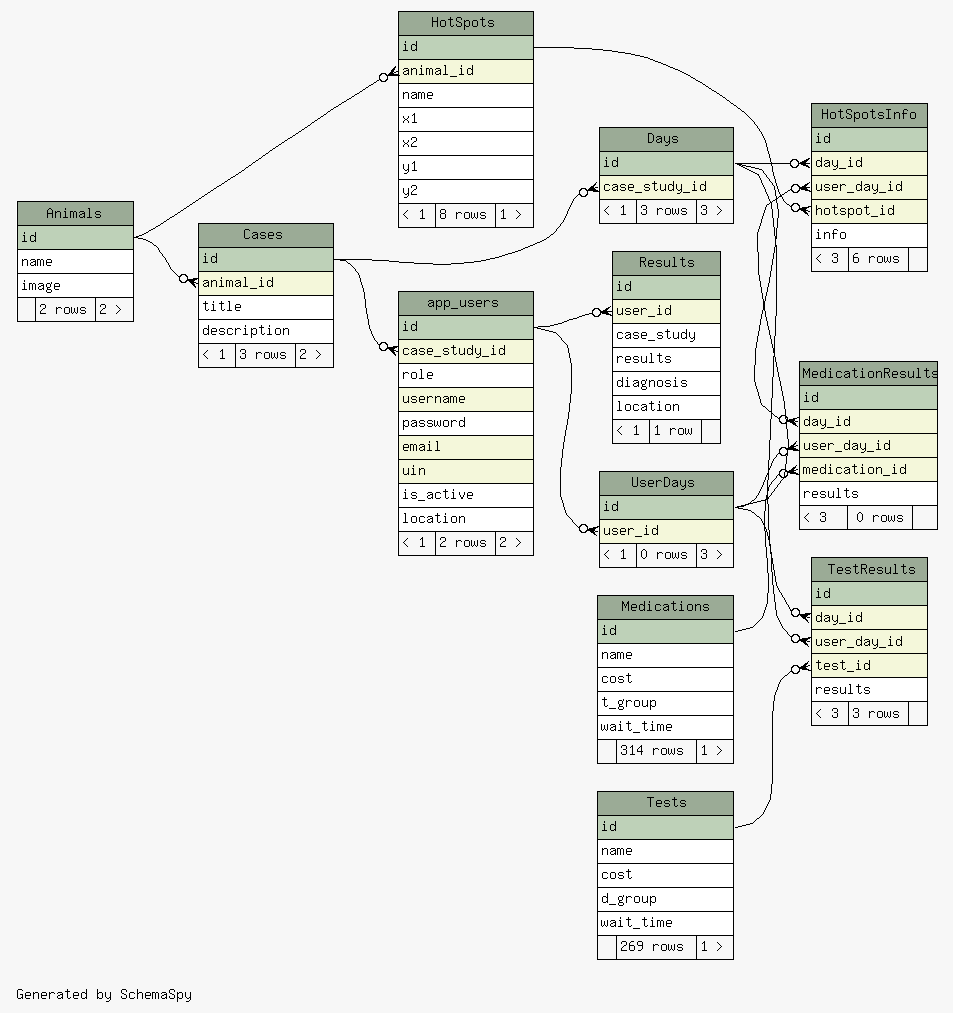 HotSpots
id
animal_id
name
x1
x2
y1
y2
< 1 8 rows 1 >
HotSpotsInfo
id
day_id
user_day_id
hotspot_id
info
< 3 6 rows
Days
id
case_study_id
< 1 3 rows 3 >
Animals
id
name
image
2 rows 2 >
Cases
id
animal_id
title
description
< 1 3 rows 2 >
Results
id
user_id
case_study
results
diagnosis
location
< 1 1 row
app_users
id
case_study_id
role
username
password
email
uin
is_active
location
< 1 2 rows 2 >
MedicationResults
id
day_id
user_day_id
medication_id
results
< 3 0 rows
UserDays
id
user_id
< 1 0 rows 3 >
TestResults
id
day_id
user_day_id
test_id
results
< 3 3 rows
Medications
id
name
cost
t_group
wait_time
314 rows 1 >
Tests
id
name
cost
d_group
wait_time
269 rows 1 >
Generated by SchemaSpy